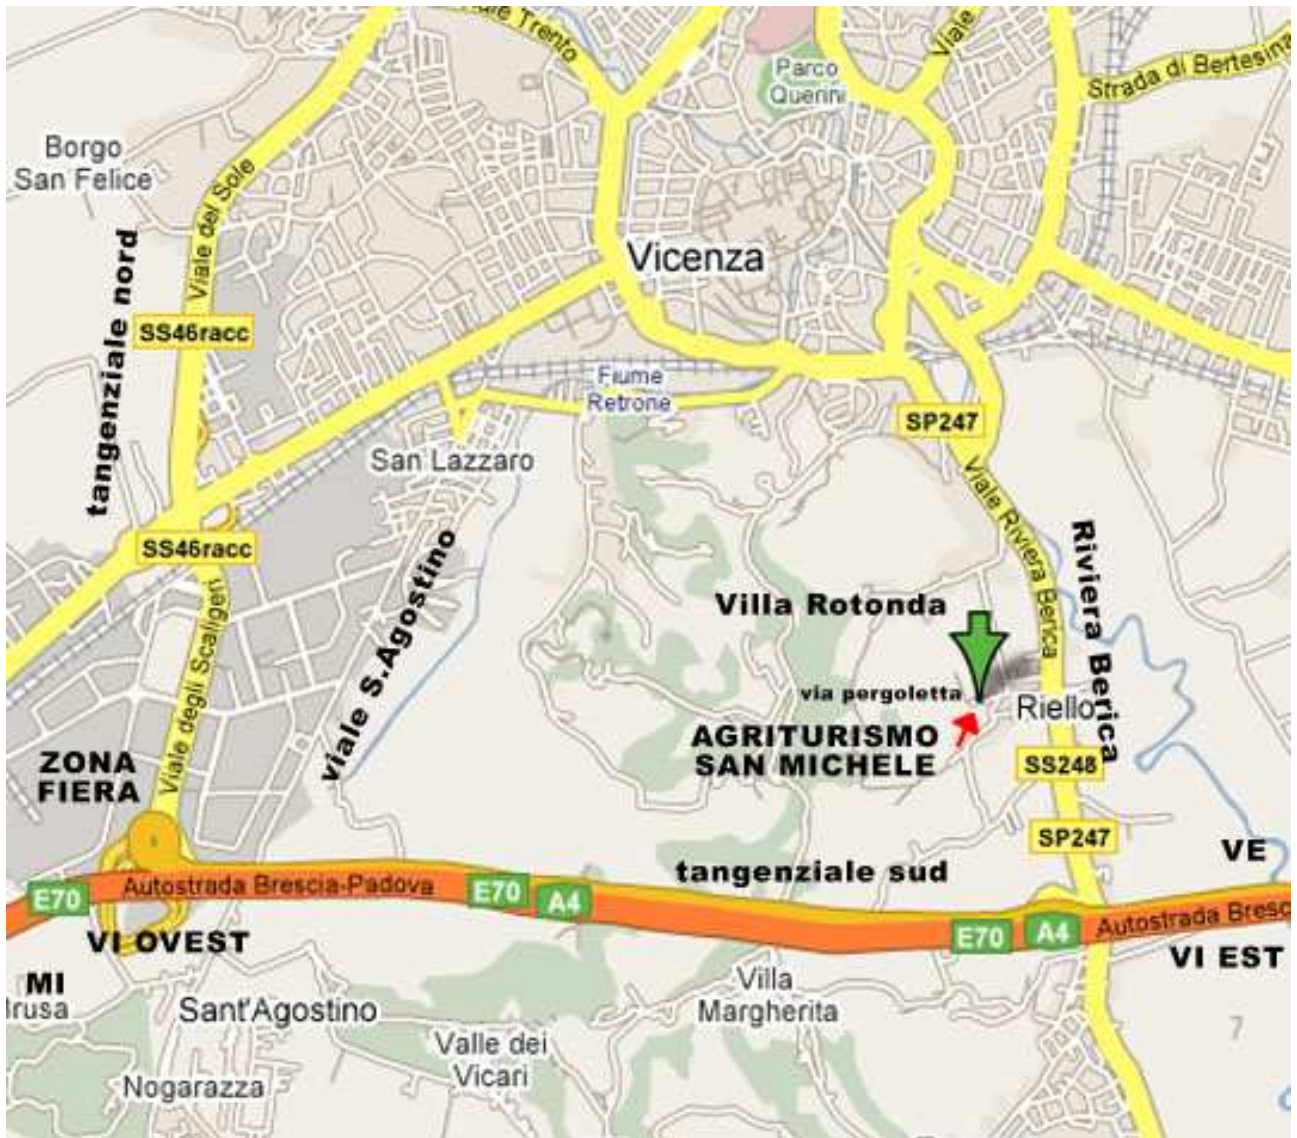 Viale Trento
Viale
Parco
Querini
Strada di Bertesina
Borgo
San Felice
Viale del Sole
tangenziale nord
Vicenza
SS46racc
Fiume
Retrone
SP247
San Lazzaro
Viale Riviera Berica
SS46racc
viale S.Agostino
Riviera Berica
Viale degli Scaligeri
Villa Rotonda
via pergoletta
Riello
AGRITURISMO
SAN MICHELE
ZONA
FIERA
SS248
SP247
VE
tangenziale sud
E70
Autostrada Brescia-Padova
E70
A4
E70
A4
Autostrada Bresc
VI OVEST
VI EST
MI
Brusa
Sant'Agostino
Villa
Margherita
Valle dei
Vicari
Nogarazza
7